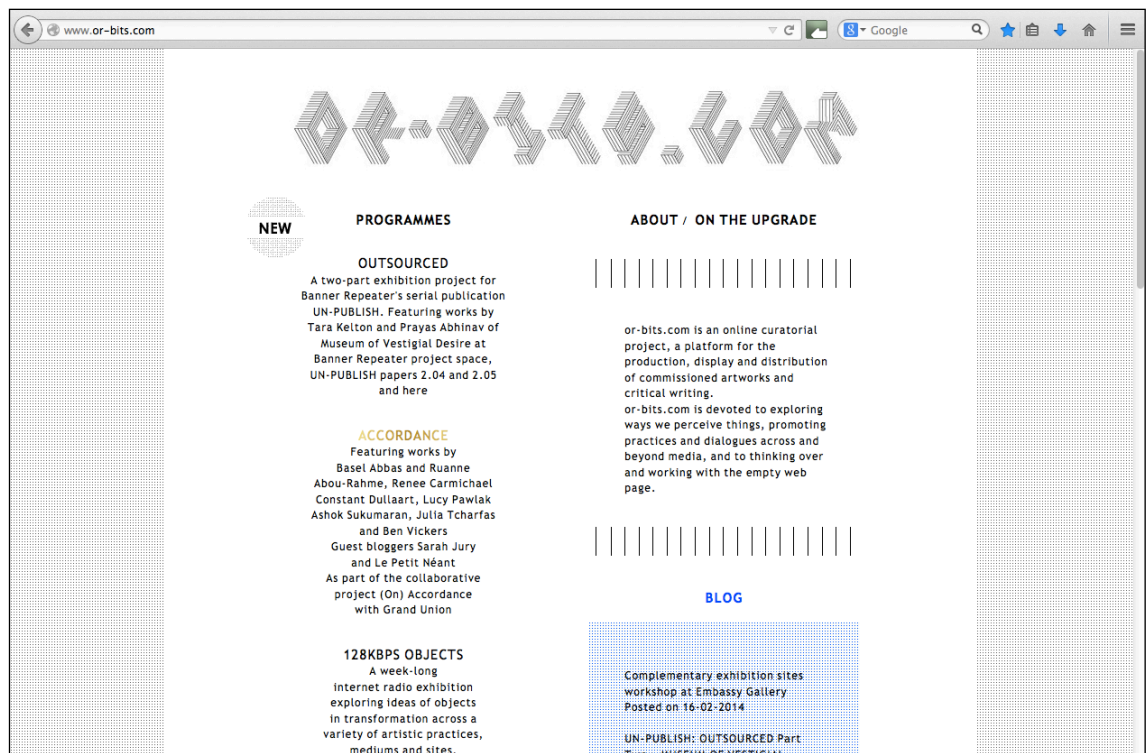 www.or-bits.com
Google
OR-BITS.COM
NEW
PROGRAMMES
OUTSOURCED
A two-part exhibition project for
Banner Repeater's serial publication
UN-PUBLISH. Featuring works by
Tara Kelton and Prayas Abhinav of
Museum of Vestigial Desire at
Banner Repeater project space,
UN-PUBLISH papers 2.04 and 2.05
and here
ACCORDANCE
Featuring works by
Basel Abbas and Ruanne
Abou-Rahme, Renee Carmichael
Constant Dullaart, Lucy Pawlak
Ashok Sukumaran, Julia Tcharfas
and Ben Vickers
Guest bloggers Sarah Jury
and Le Petit Néant
As part of the collaborative
project (On) Accordance
with Grand Union
128KBPS OBJECTS
A week-long
internet radio exhibition
exploring ideas of objects
in transformation across a
variety of artistic practices,
mediums and sites.
ABOUT / ON THE UPGRADE
or-bits.com is an online curatorial
project, a platform for the
production, display and distribution
of commissioned artworks and
critical writing.
or-bits.com is devoted to exploring
ways we perceive things, promoting
practices and dialogues across and
beyond media, and to thinking over
and working with the empty web
page.
BLOG
Complementary exhibition sites
workshop at Embassy Gallery
Posted on 16-02-2014
UN-PUBLISH: OUTSOURCED Part
MUSEUM OF VESTIGIAL